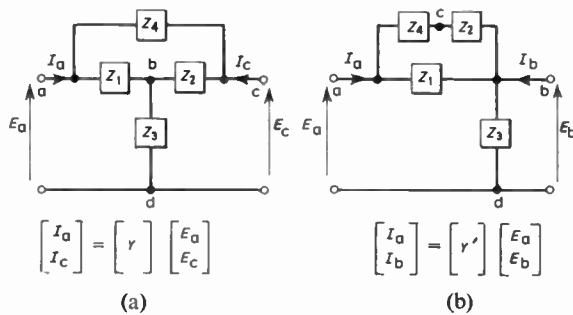 Z4
c
Z4 Z2
Ia b Ic
Ia Ib
a Z1 Z2 c
a Z1 b
Ea Z3 Ec
Ea Z3 Eb
d
d
[Ia Ic] = [Y] [Ea Ec]
[Ia Ib] = [Y'] [Ea Eb]
(a)
(b)